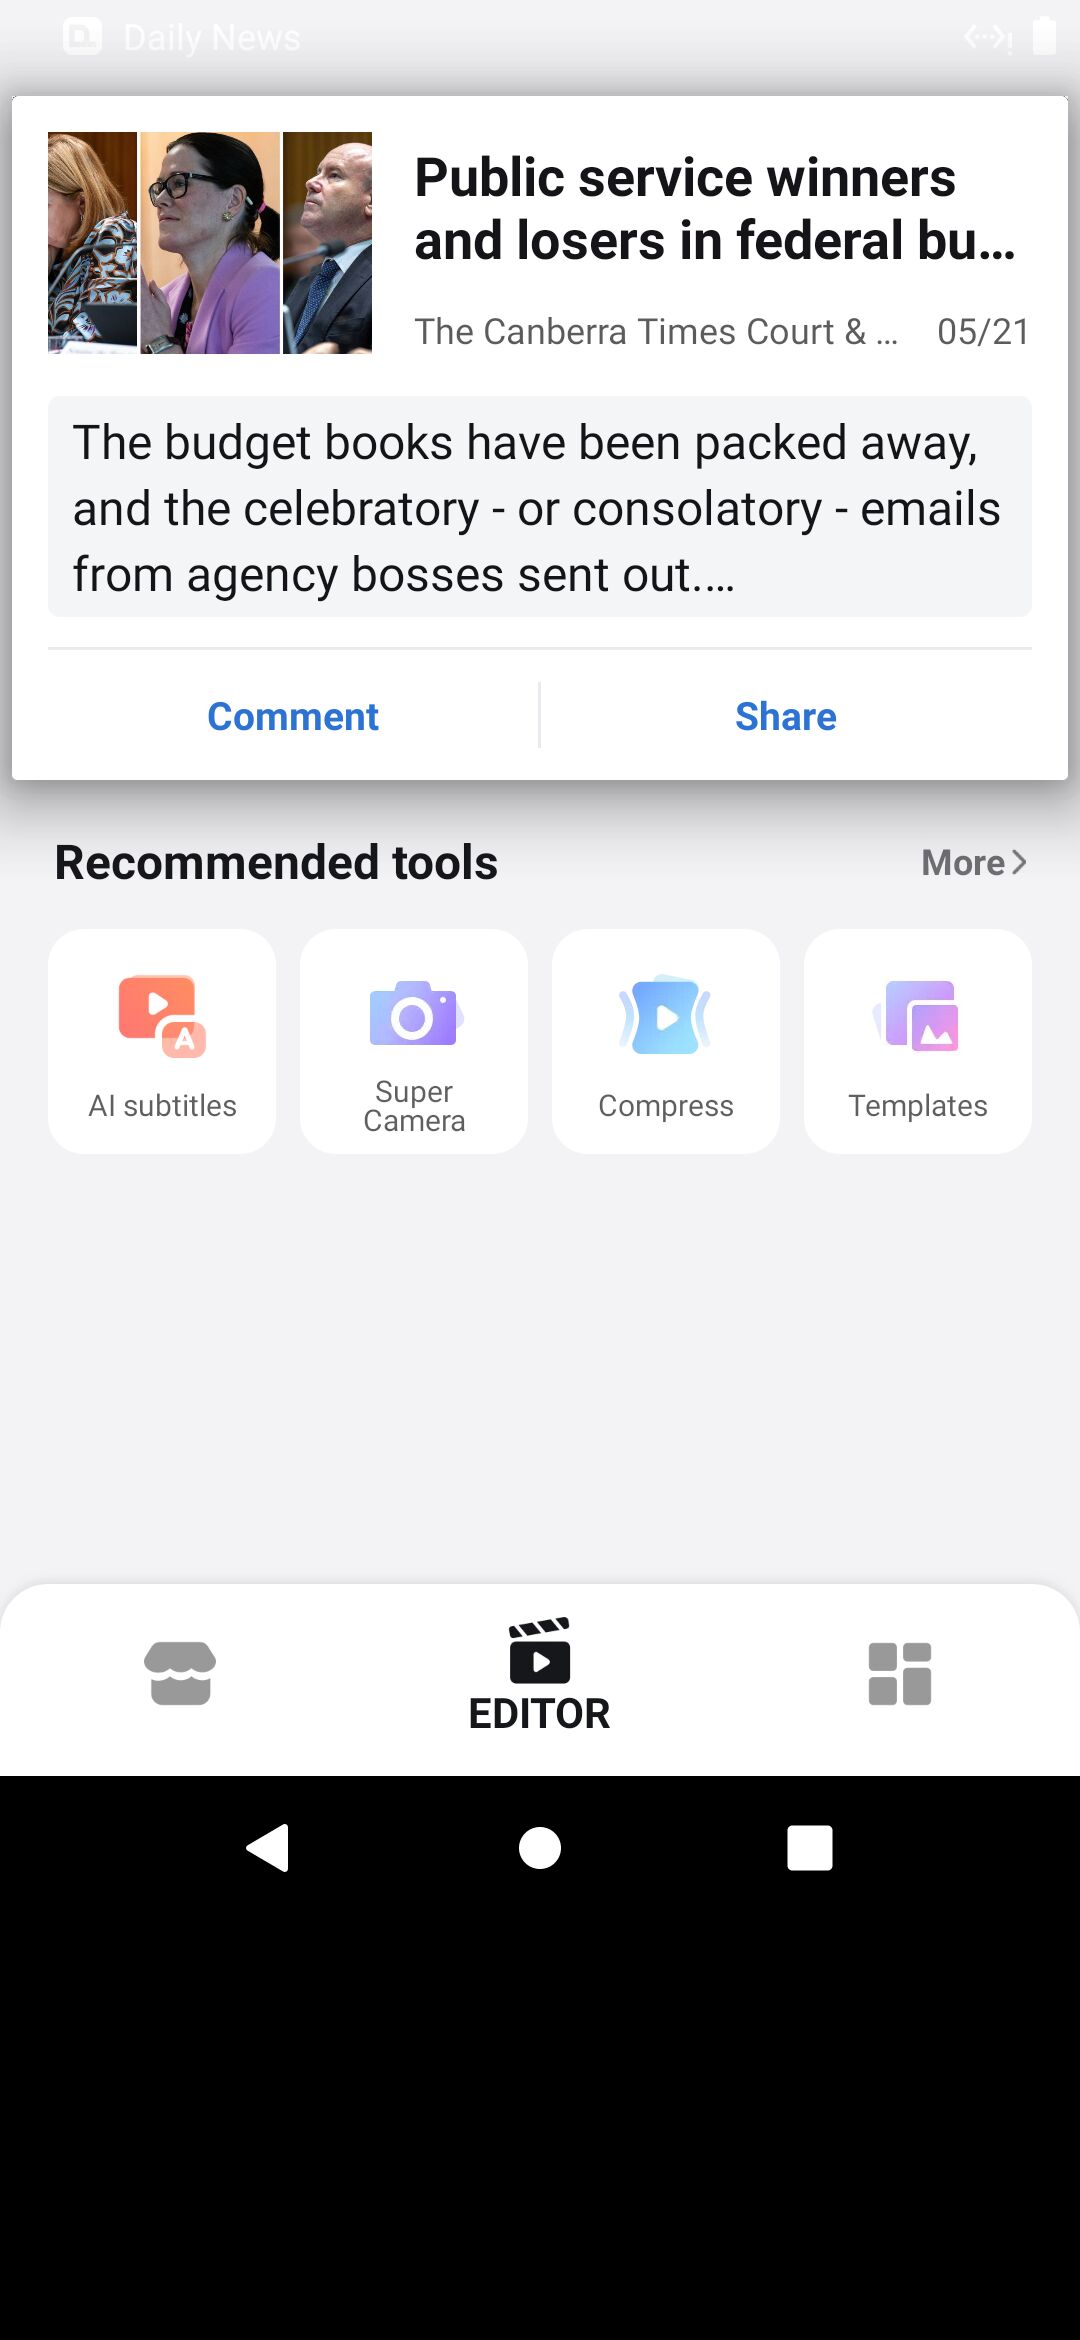 Daily News
Public service winners
and losers in federal bu...
The Canberra Times Court & ... 05/21
The budget books have been packed away,
and the celebratory - or consolatory - emails
from agency bosses sent out.…
Comment Share
Recommended tools More
AI subtitles
Super
Camera
Compress
Templates
EDITOR